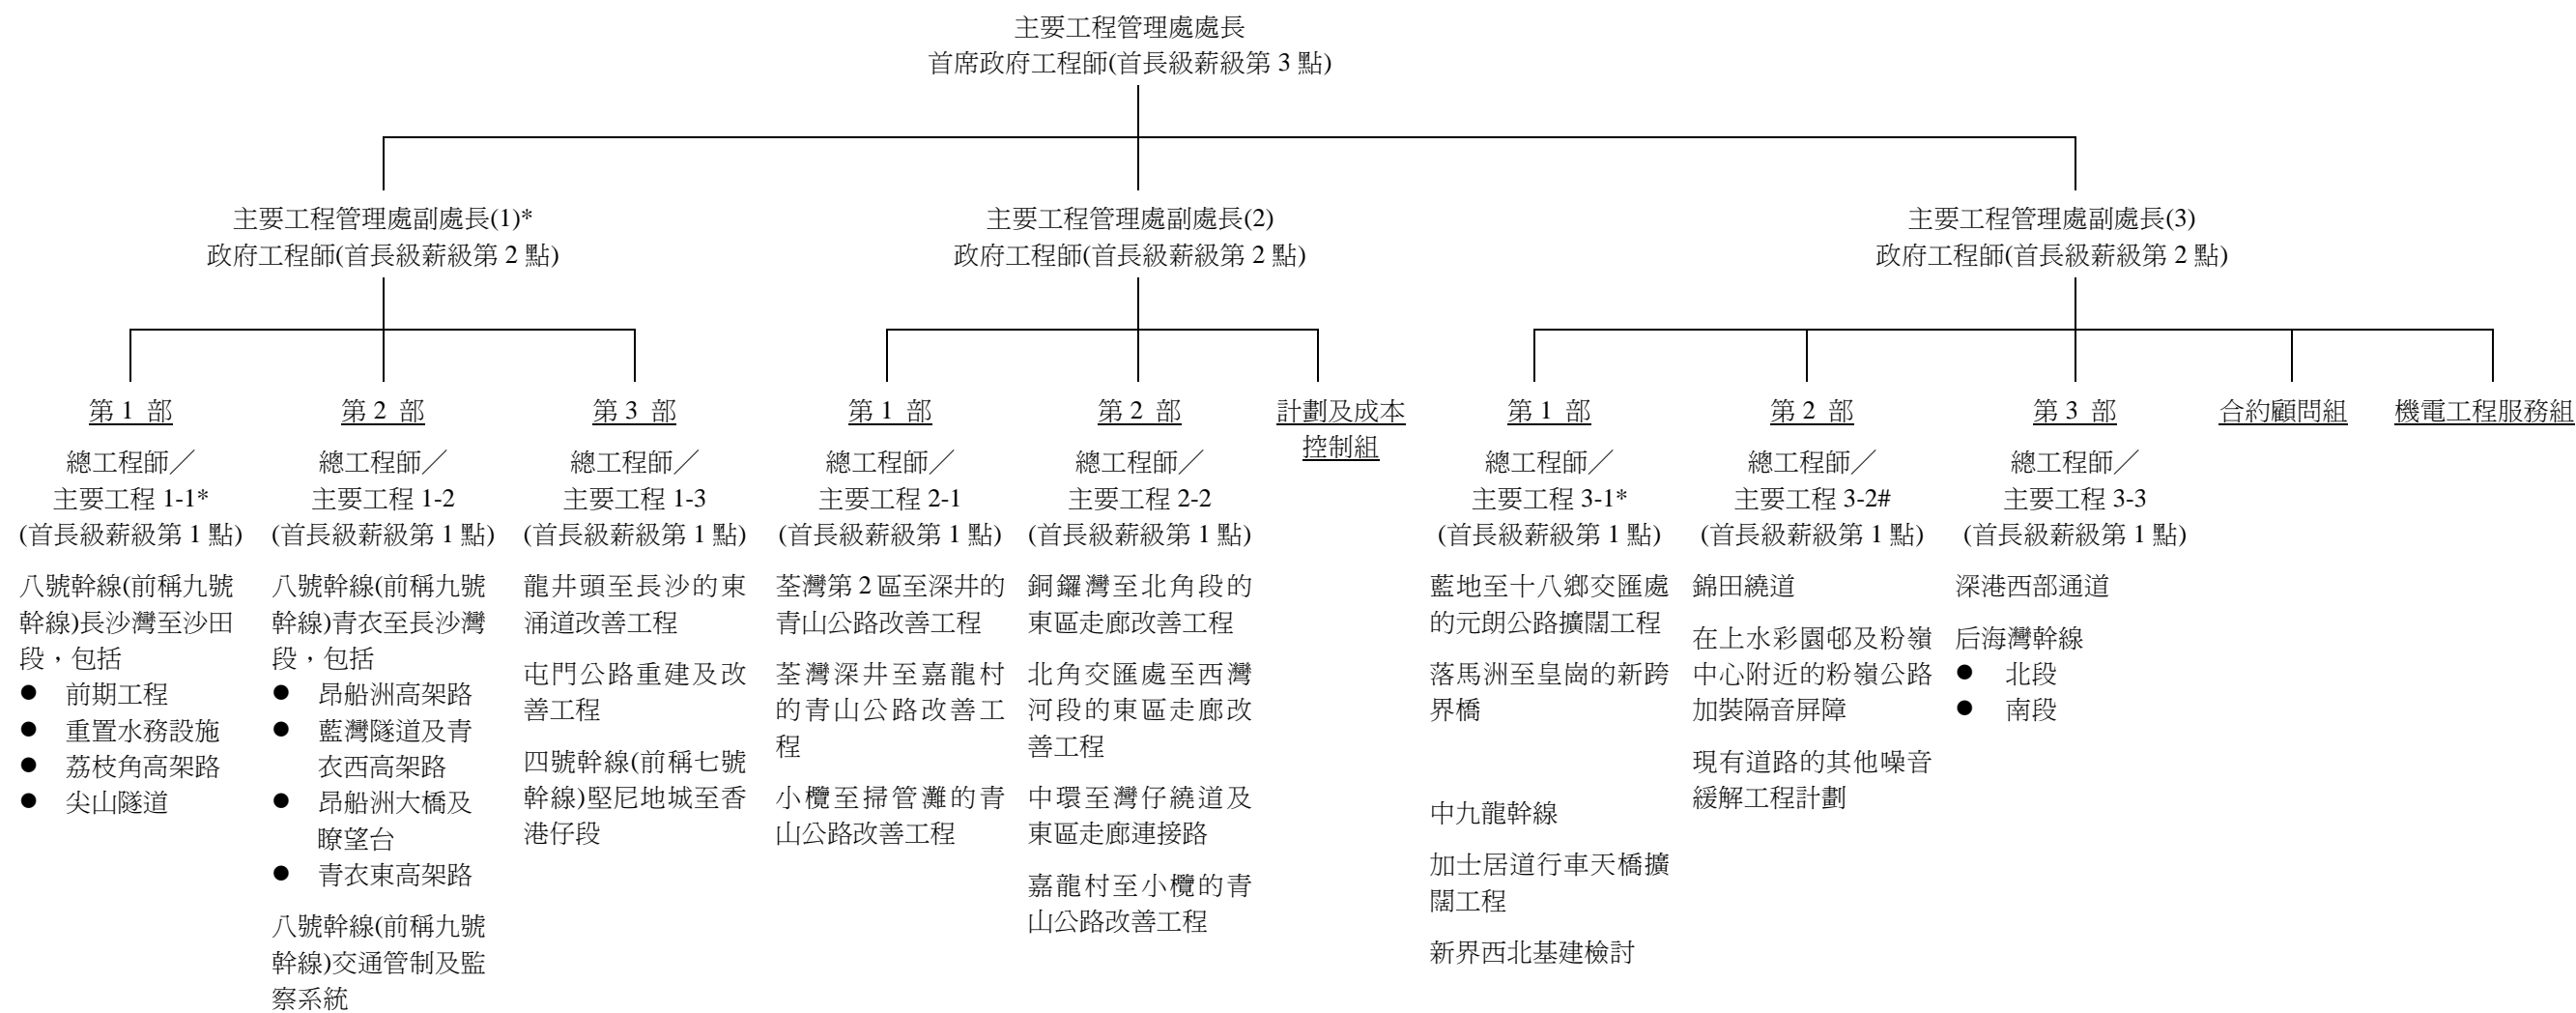 主要工程管理處處長
首席政府工程師(首長級薪級第 3 點)
主要工程管理處副處長(1)*
政府工程師(首長級薪級第 2 點)
主要工程管理處副處長(2)
政府工程師(首長級薪級第 2 點)
主要工程管理處副處長(3)
政府工程師(首長級薪級第 2 點)
第 1 部
總工程師╱
主要工程 1-1*
(首長級薪級第 1 點)
八號幹線(前稱九號
幹線)長沙灣至沙田
段，包括
● 前期工程
● 重置水務設施
● 荔枝角高架路
● 尖山隧道
第 2 部
總工程師╱
主要工程 1-2
(首長級薪級第 1 點)
八號幹線(前稱九號
幹線)青衣至長沙灣
段，包括
● 昂船洲高架路
● 藍灣隧道及青
衣西高架路
● 昂船洲大橋及
瞭望台
● 青衣東高架路
八號幹線(前稱九號
幹線)交通管制及監
察系統
第 3 部
總工程師╱
主要工程 1-3
(首長級薪級第 1 點)
龍井頭至長沙的東
涌道改善工程
屯門公路重建及改
善工程
四號幹線(前稱七號
幹線)堅尼地城至香
港仔段
第 1 部
總工程師╱
主要工程 2-1
(首長級薪級第 1 點)
荃灣第 2 區至深井的
青山公路改善工程
荃灣深井至嘉龍村
的青山公路改善工
程
小欖至掃管灘的青
山公路改善工程
第 2 部
總工程師╱
主要工程 2-2
(首長級薪級第 1 點)
銅鑼灣至北角段的
東區走廊改善工程
北角交匯處至西灣
河段的東區走廊改
善工程
中環至灣仔繞道及
東區走廊連接路
嘉龍村至小欖的青
山公路改善工程
計劃及成本
控制組
第 1 部
總工程師╱
主要工程 3-1*
(首長級薪級第 1 點)
藍地至十八鄉交匯處
的元朗公路擴闊工程
落馬洲至皇崗的新跨
界橋
中九龍幹線
加士居道行車天橋擴
闊工程
新界西北基建檢討
第 2 部
總工程師╱
主要工程 3-2#
(首長級薪級第 1 點)
錦田繞道
在上水彩園邨及粉嶺
中心附近的粉嶺公路
加裝隔音屏障
現有道路的其他噪音
緩解工程計劃
第 3 部
總工程師╱
主要工程 3-3
(首長級薪級第 1 點)
深港西部通道
后海灣幹線
● 北段
● 南段
合約顧問組
機電工程服務組